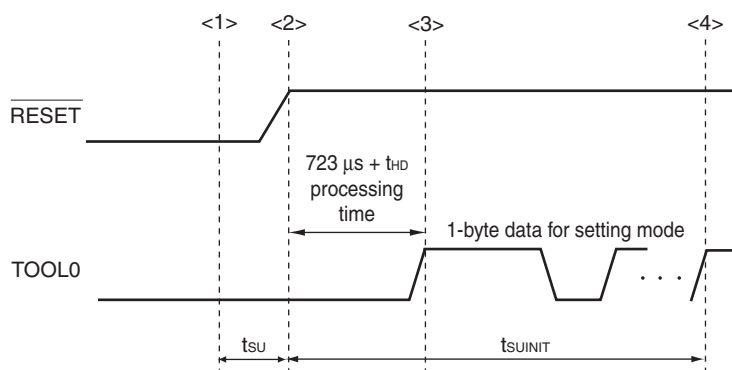 <1> <2> <3> <4>
RESET
723 μs + tHD
processing
time
1-byte data for setting mode
TOOL0
. . .
tSU tSUINIT